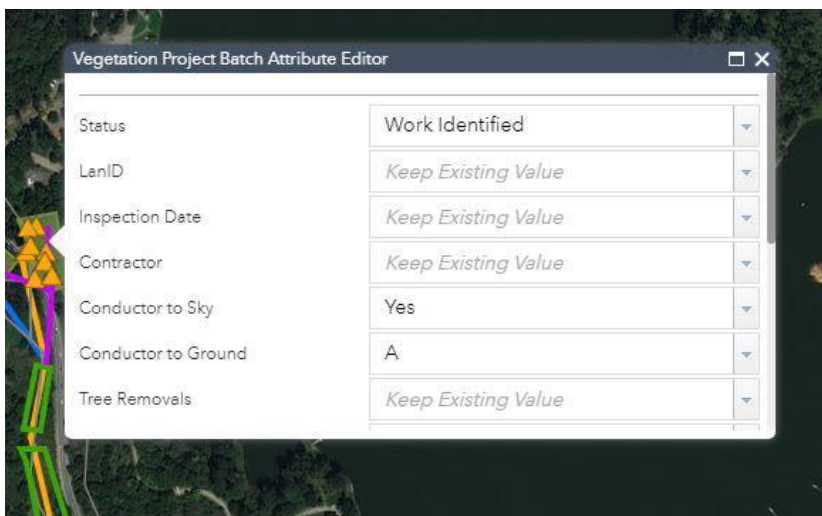 Vegetation Project Batch Attribute Editor
Status Work Identified
LanID Keep Existing Value
Inspection Date Keep Existing Value
Contractor Keep Existing Value
Conductor to Sky Yes
Conductor to Ground A
Tree Removals Keep Existing Value